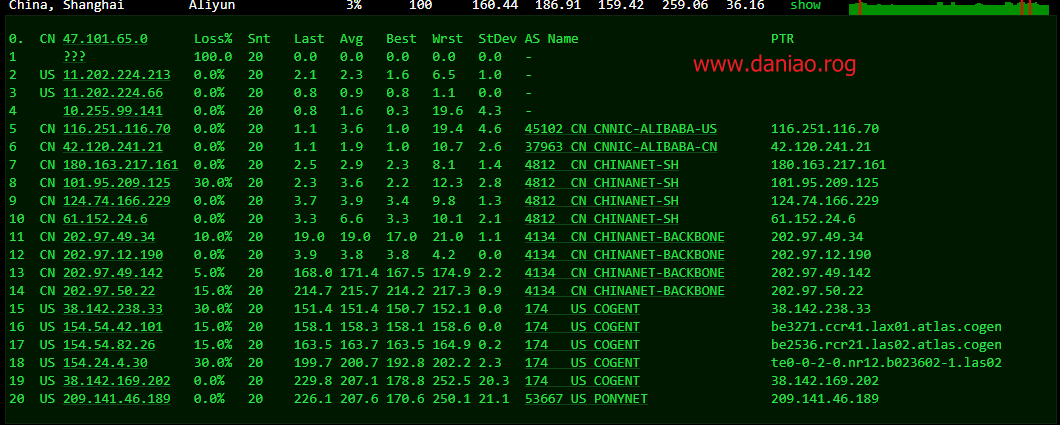 China, Shanghai Aliyun 3% 100 160.44 186.91 159.42 259.06 36.16 show
0. CN 47.101.65.0 Loss% Snt Last Avg Best Wrst StDev AS Name PTR
1 ??? 100.0 20 0.0 0.0 0.0 0.0 0.0 -
www.daniao.rog
2 US 11.202.224.213 0.0% 20 2.1 2.3 1.6 6.5 1.0 -
3 US 11.202.224.66 0.0% 20 0.8 0.9 0.8 1.1 0.0 -
4 10.255.99.141 0.0% 20 0.8 1.6 0.3 19.6 4.3 -
5 CN 116.251.116.70 0.0% 20 1.1 3.6 1.0 19.4 4.6 45102 CN CNNIC-ALIBABA-US 116.251.116.70
6 CN 42.120.241.21 0.0% 20 1.1 1.9 1.0 10.7 2.6 37963 CN CNNIC-ALIBABA-CN 42.120.241.21
7 CN 180.163.217.161 0.0% 20 2.5 2.9 2.3 8.1 1.4 4812 CN CHINANET-SH 180.163.217.161
8 CN 101.95.209.125 30.0% 20 2.3 3.6 2.2 12.3 2.8 4812 CN CHINANET-SH 101.95.209.125
9 CN 124.74.166.229 0.0% 20 3.7 3.9 3.4 9.8 1.3 4812 CN CHINANET-SH 124.74.166.229
10 CN 61.152.24.6 0.0% 20 3.3 6.6 3.3 10.1 2.1 4812 CN CHINANET-SH 61.152.24.6
11 CN 202.97.49.34 10.0% 20 19.0 19.0 17.0 21.0 1.1 4134 CN CHINANET-BACKBONE 202.97.49.34
12 CN 202.97.12.190 0.0% 20 3.9 3.8 3.8 4.2 0.0 4134 CN CHINANET-BACKBONE 202.97.12.190
13 CN 202.97.49.142 5.0% 20 168.0 171.4 167.5 174.9 2.2 4134 CN CHINANET-BACKBONE 202.97.49.142
14 CN 202.97.50.22 15.0% 20 214.7 215.7 214.2 217.3 0.9 4134 CN CHINANET-BACKBONE 202.97.50.22
15 US 38.142.238.33 30.0% 20 151.4 151.4 150.7 152.1 0.0 174 US COGENT 38.142.238.33
16 US 154.54.42.101 15.0% 20 158.1 158.3 158.1 158.6 0.0 174 US COGENT be3271.ccr41.lax01.atlas.cogen
17 US 154.54.82.26 15.0% 20 163.5 163.7 163.5 164.9 0.2 174 US COGENT be2536.rcr21.las02.atlas.cogen
18 US 154.24.4.30 30.0% 20 199.7 200.7 192.8 202.2 2.3 174 US COGENT te0-0-2-0.nr12.b023602-1.las02
19 US 38.142.169.202 0.0% 20 229.8 207.1 178.8 252.5 20.3 174 US COGENT 38.142.169.202
20 US 209.141.46.189 0.0% 20 226.1 207.6 170.6 250.1 21.1 53667 US PONYNET 209.141.46.189